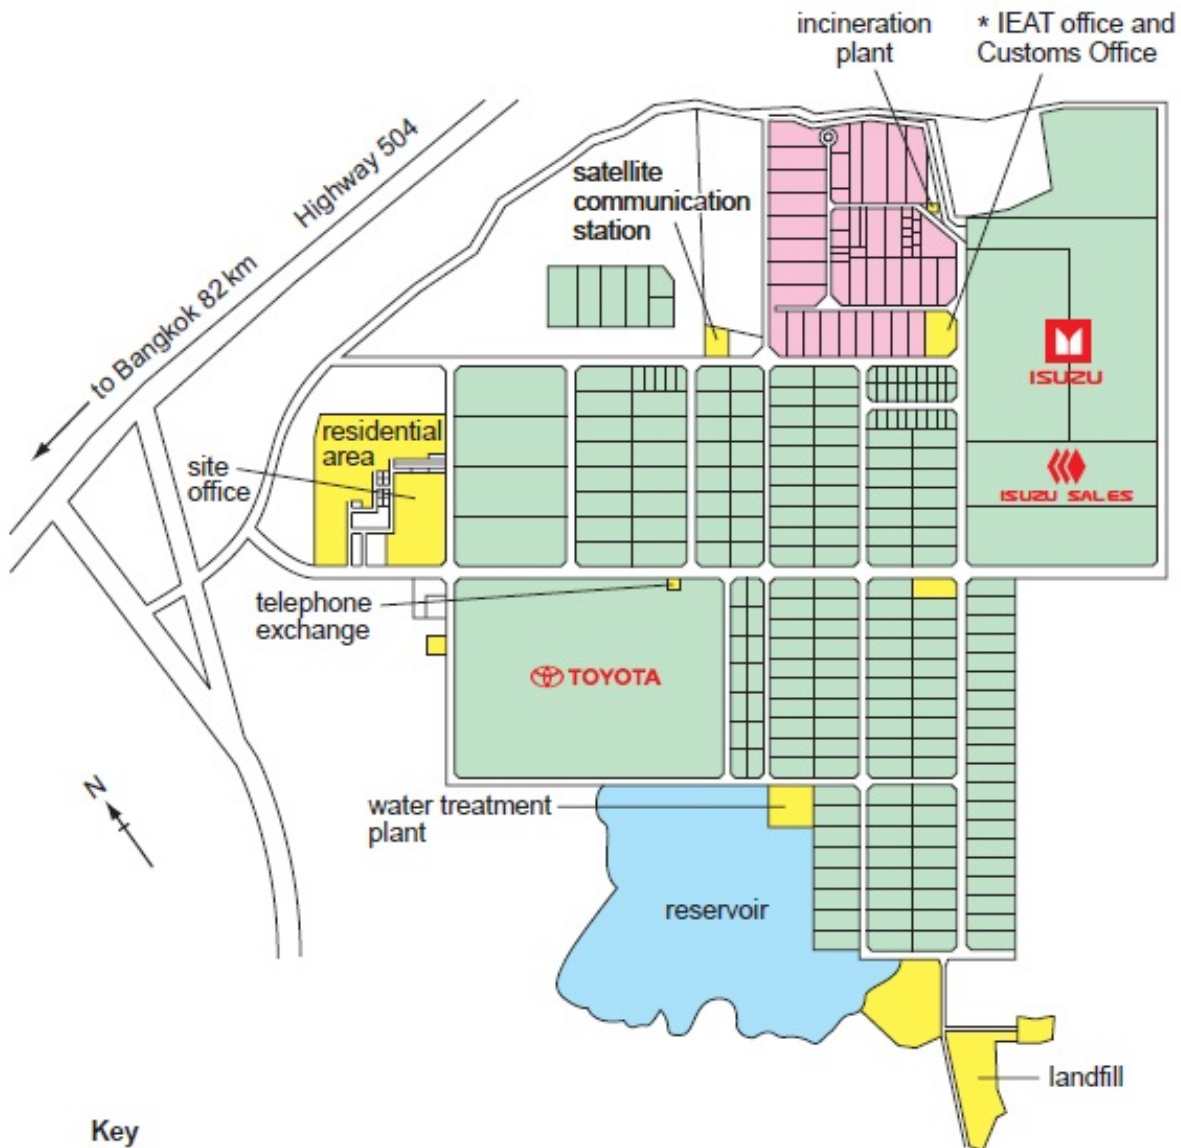 incineration
plant
* IEAT office and
Customs Office
Highway 504
to Bangkok 82 km
satellite
communication
station
ISUZU
ISUZU SALES
residential
area
site
office
telephone
exchange
TOYOTA
N
water treatment
plant
reservoir
landfill
Key